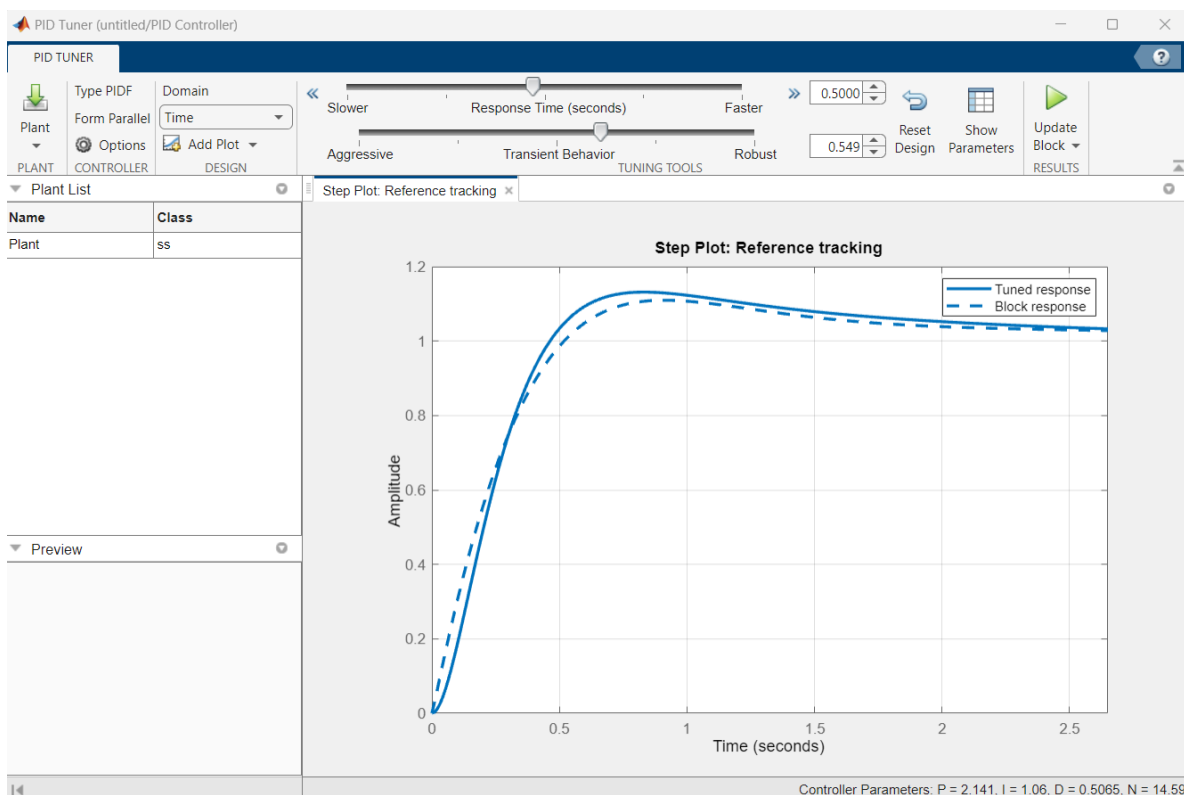 PID Tuner (untitled/PID Controller)
PID TUNER
?
Plant
PLANT
Type PIDF
Form Parallel
Options
CONTROLLER
Domain
Time
Add Plot
DESIGN
Slower Response Time (seconds) Faster
0.5000
Aggressive Transient Behavior Robust
0.549
Reset
Design
Show
Parameters
TUNING TOOLS
Update
Block
RESULTS
Plant List
Name Class
Plant ss
Preview
Step Plot: Reference tracking
Step Plot: Reference tracking
Tuned response
Block response
1.2
1
0.8
0.6
0.4
0.2
0
Amplitude
0 0.5 1 1.5 2 2.5
Time (seconds)
Controller Parameters: P = 2.141, I = 1.06, D = 0.5065, N = 14.59